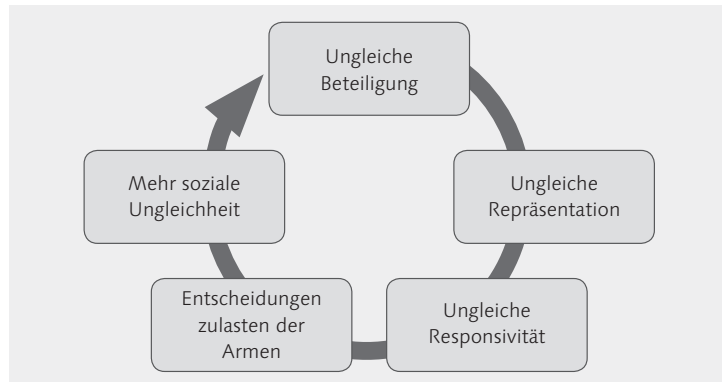 Ungleiche
Beteiligung
Ungleiche
Repräsentation
Ungleiche
Responsivität
Entscheidungen
zulasten der
Armen
Mehr soziale
Ungleichheit